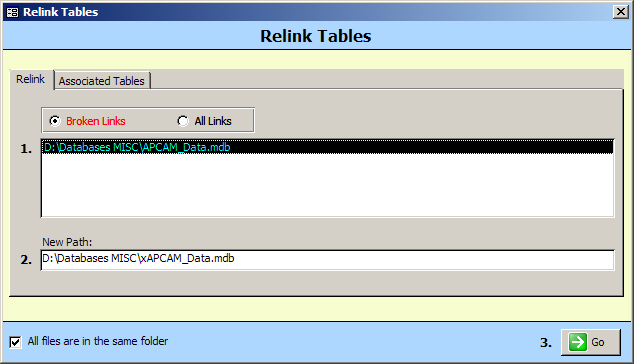 Relink Tables
Relink Tables
Relink Associated Tables
Broken Links All Links
1. D:\Databases MISC\APCAM_Data.mdb
New Path:
2. D:\Databases MISC\xAPCAM_Data.mdb
All files are in the same folder 3. Go